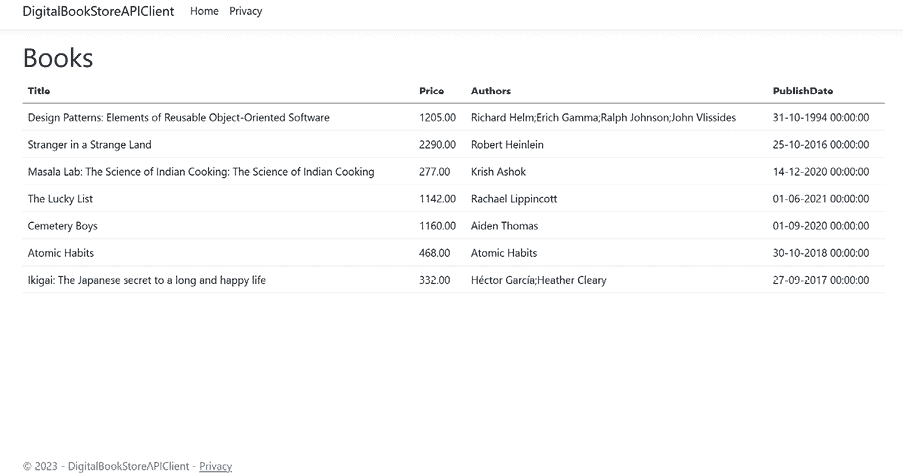 DigitalBookStoreAPIClient Home Privacy
Books
Title Price Authors PublishDate
Design Patterns: Elements of Reusable Object-Oriented Software 1205.00 Richard Helm;Erich Gamma;Ralph Johnson;John Vlissides 31-10-1994 00:00:00
Stranger in a Strange Land 2290.00 Robert Heinlein 25-10-2016 00:00:00
Masala Lab: The Science of Indian Cooking: The Science of Indian Cooking 277.00 Krish Ashok 14-12-2020 00:00:00
The Lucky List 1142.00 Rachael Lippincott 01-06-2021 00:00:00
Cemetery Boys 1160.00 Aiden Thomas 01-09-2020 00:00:00
Atomic Habits 468.00 Atomic Habits 30-10-2018 00:00:00
Ikigai: The Japanese secret to a long and happy life 332.00 Héctor García;Heather Cleary 27-09-2017 00:00:00
© 2023 - DigitalBookStoreAPIClient - Privacy